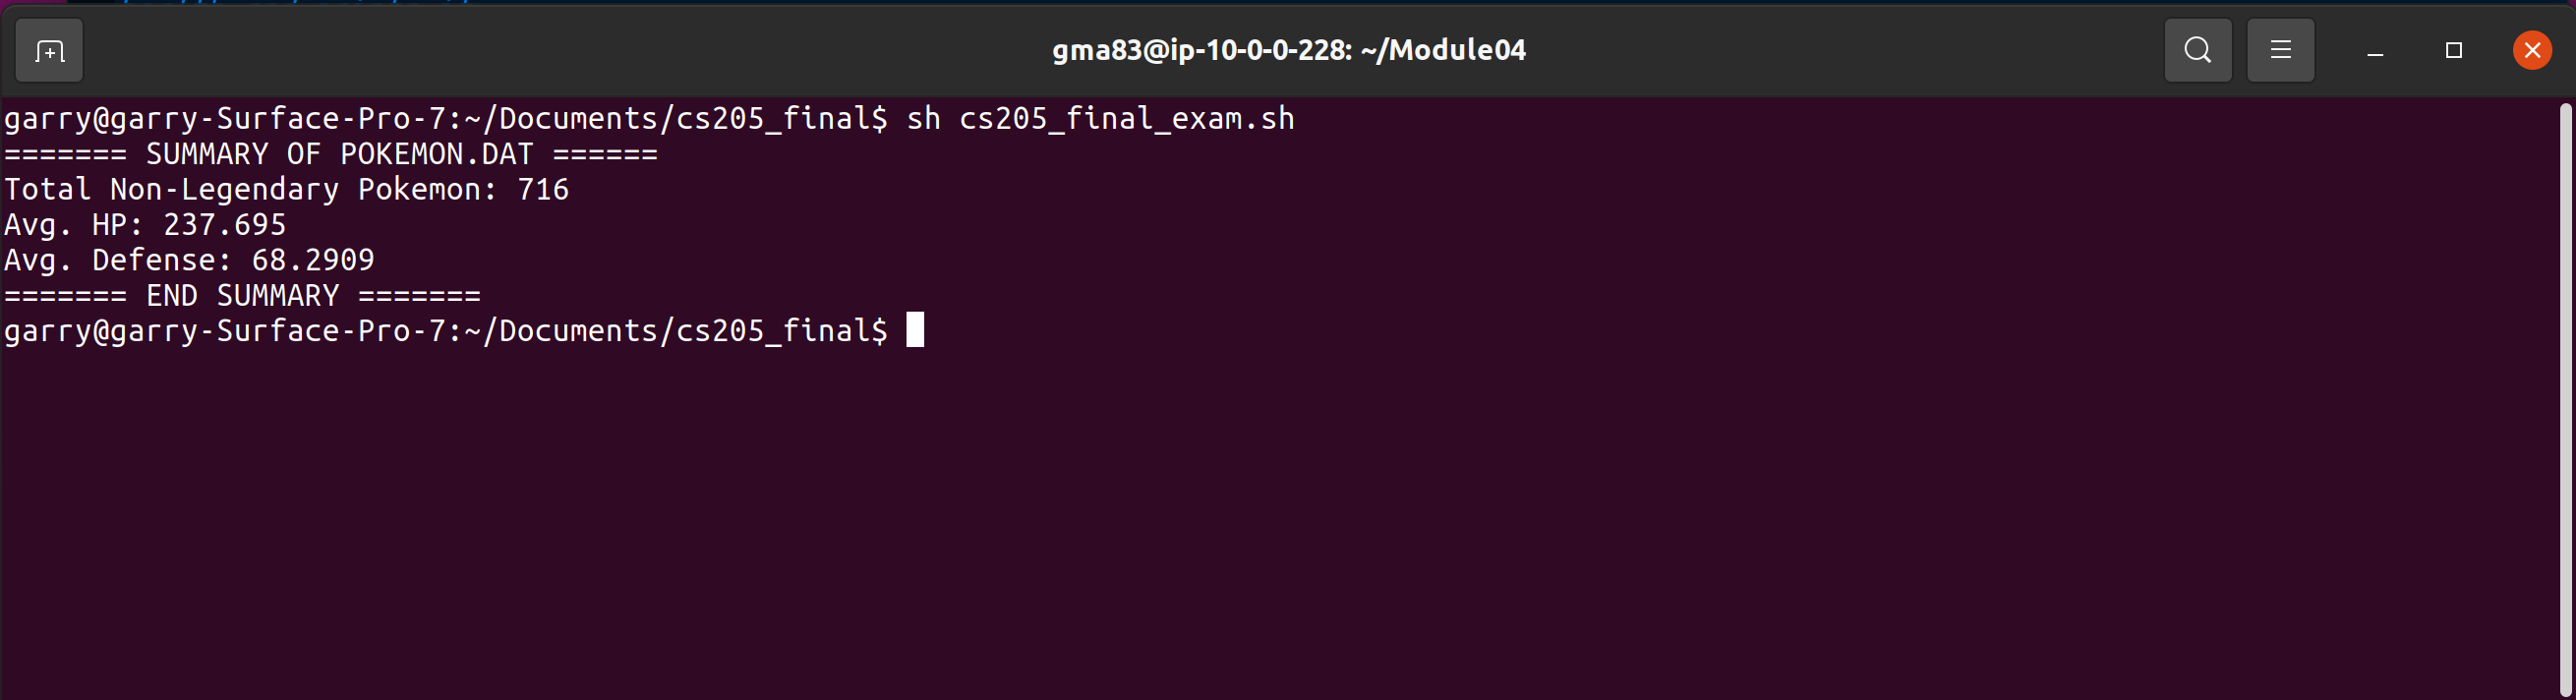 gma83@ip-10-0-0-228: ~/Module04
garry@garry-Surface-Pro-7:~/Documents/cs205_final$ sh cs205_final_exam.sh
======= SUMMARY OF POKEMON.DAT ======
Total Non-Legendary Pokemon: 716
Avg. HP: 237.695
Avg. Defense: 68.2909
======= END SUMMARY =======
garry@garry-Surface-Pro-7:~/Documents/cs205_final$